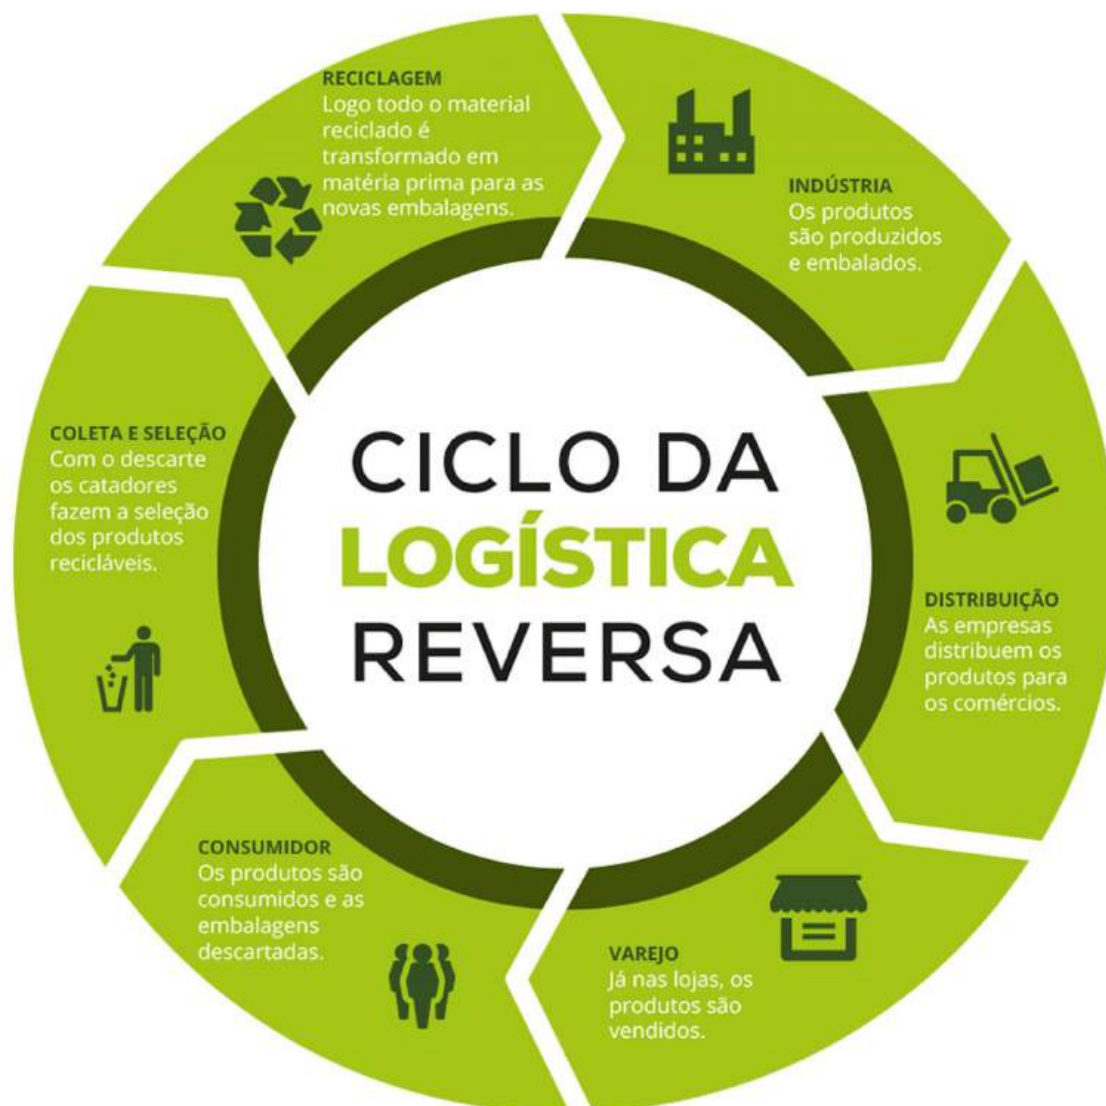 CICLO DA
LOGÍSTICA
REVERSA
INDÚSTRIA
Os produtos
são produzidos
e embalados.
DISTRIBUIÇÃO
As empresas
distribuem os
produtos para
os comércios.
VAREJO
Já nas lojas, os
produtos são
vendidos.
CONSUMIDOR
Os produtos são
consumidos e as
embalagens
descartadas.
COLETA E SELEÇÃO
Com o descarte
os catadores
fazem a seleção
dos produtos
recicláveis.
RECICLAGEM
Logo todo o material
reciclado é
transformado em
matéria prima para as
novas embalagens.